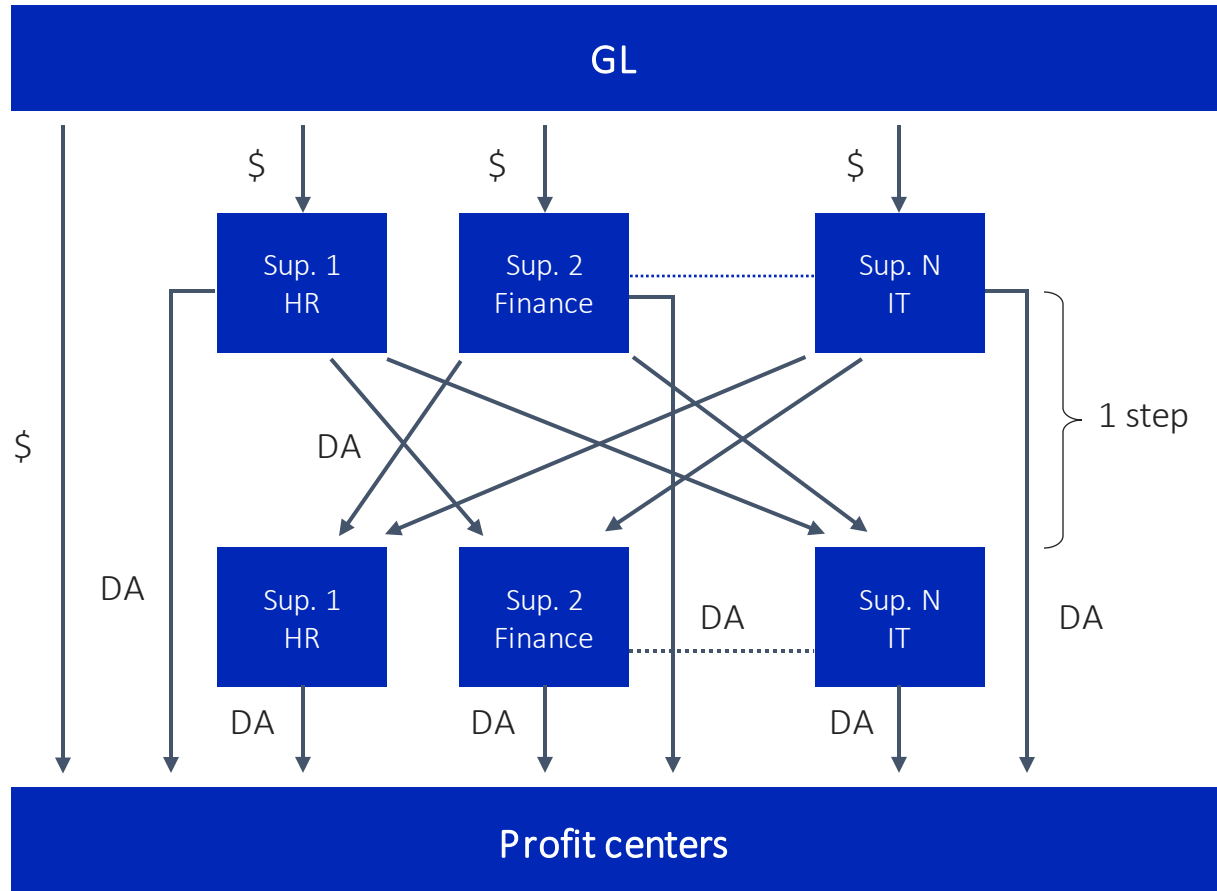 GL
$
$
$
Sup. 1
HR
Sup. 2
Finance
Sup. N
IT
1 step
$
DA
DA
Sup. 1
HR
Sup. 2
Finance
DA
Sup. N
IT
DA
DA
DA
DA
Profit centers